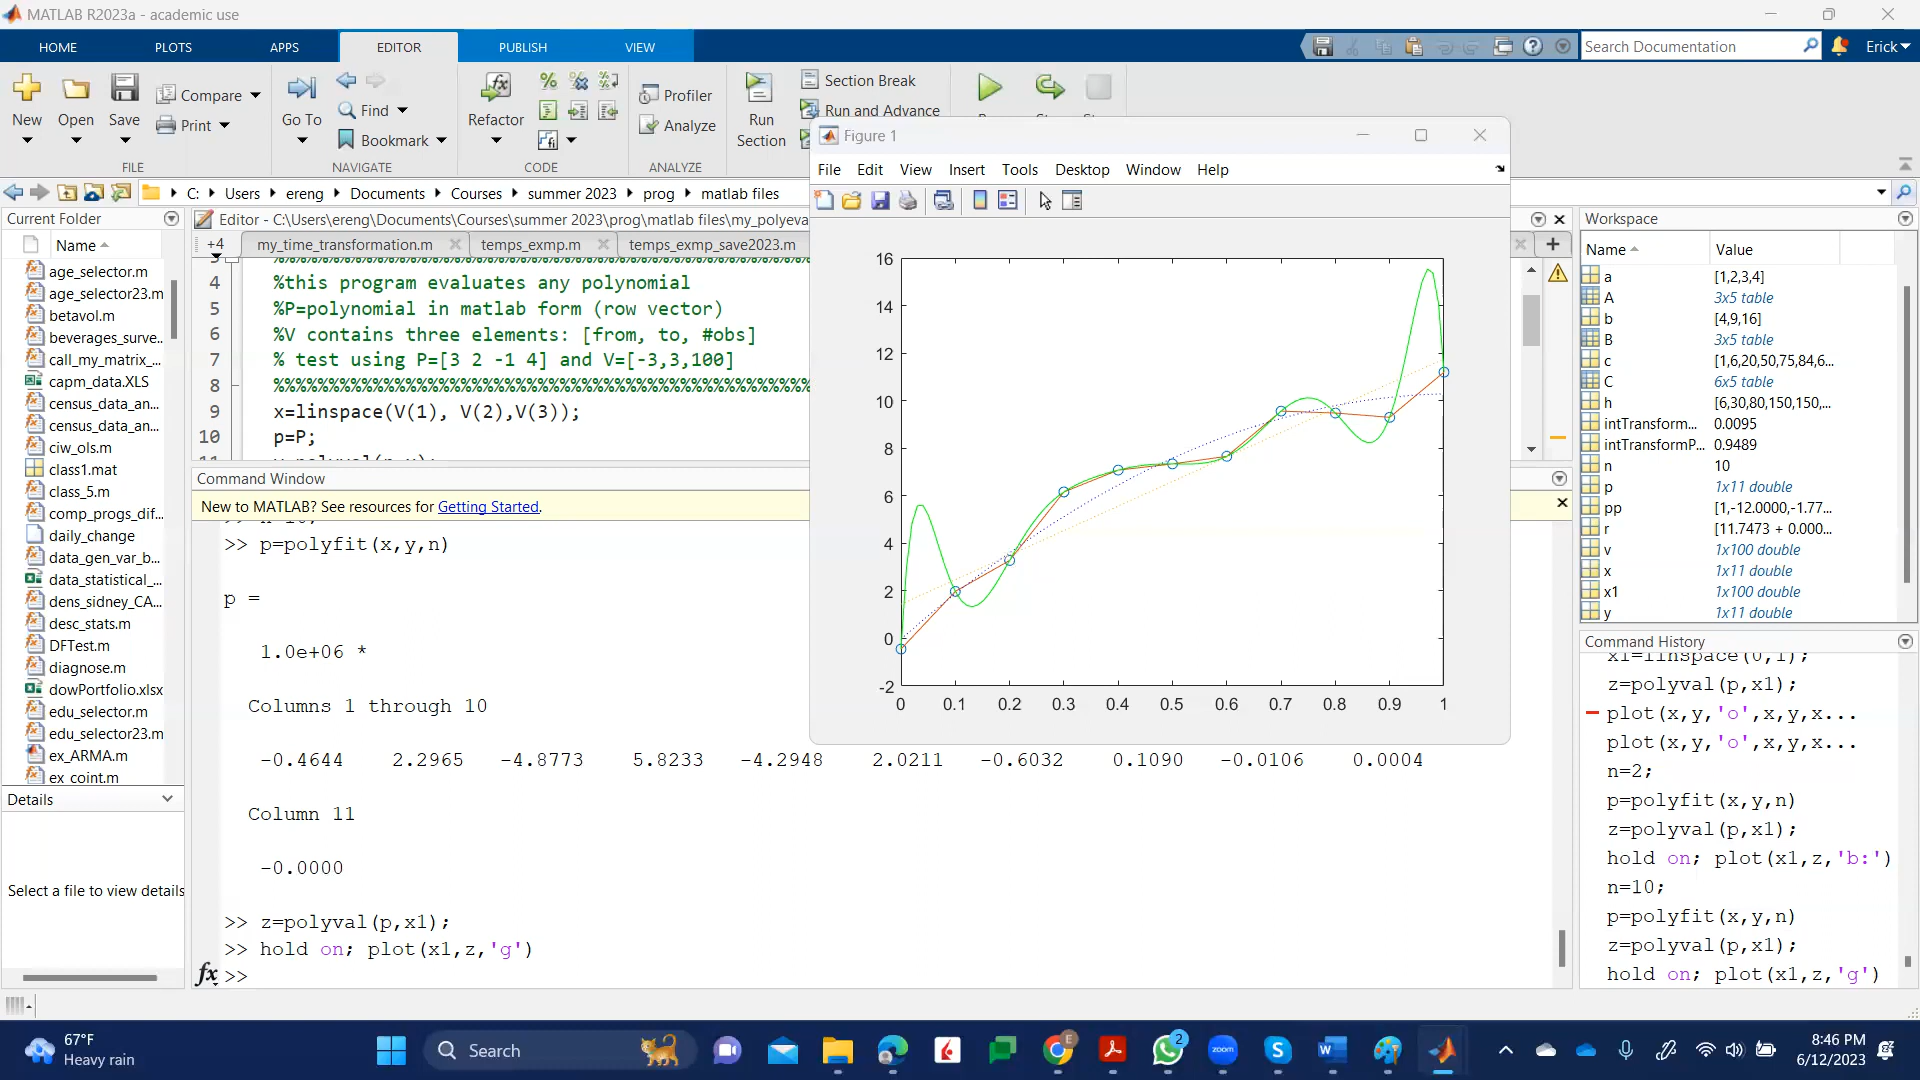 MATLAB R2023a - academic use
HOME PLOTS APPS EDITOR PUBLISH VIEW
Search Documentation
Erick
New Open Save
Compare
Print
Go To
Find
Bookmark
Refactor
Profiler
Analyze
Run
Section
Section Break
Run and Advance
FILE NAVIGATE CODE ANALYZE
C: Users ereng Documents Courses summer 2023 prog matlab files
Current Folder
Name
age_selector.m
age_selector23.m
betavol.m
beverages_surve...
call_my_matrix_...
capm_data.XLS
census_data_an...
census_data_an...
ciw_ols.m
class1.mat
class_5.m
comp_progs_dif...
daily_change
data_gen_var_b...
data_statistical_...
dens_sidney_CA...
desc_stats.m
DFTest.m
diagnose.m
dowPortfolio.xlsx
edu_selector.m
edu_selector23.m
ex_ARMA.m
ex_coint.m
Details
Select a file to view details
Editor - C:\Users\ereng\Documents\Courses\summer 2023\prog\matlab files\my_polyeva
+4 my_time_transformation.m temps_exmp.m temps_exmp_save2023.m
4 %this program evaluates any polynomial
5 %P=polynomial in matlab form (row vector)
6 %V contains three elements: [from, to, #obs]
7 % test using P=[3 2 -1 4] and V=[-3,3,100]
8 %%%%%%%%%%%%%%%%%%%%%%%%%%%%%%%%%%%%%%%%%%%%%%%%%
9 x=linspace(V(1), V(2),V(3));
10 p=P;
Command Window
New to MATLAB? See resources for Getting Started.
>> p=polyfit(x,y,n)
p =
1.0e+06 *
Columns 1 through 10
-0.4644 2.2965 -4.8773 5.8233 -4.2948 2.0211 -0.6032 0.1090 -0.0106 0.0004
Column 11
-0.0000
>> z=polyval(p,x1);
>> hold on; plot(x1,z,'g')
fx >>
Figure 1
File Edit View Insert Tools Desktop Window Help
16
14
12
10
8
6
4
2
0
-2
0 0.1 0.2 0.3 0.4 0.5 0.6 0.7 0.8 0.9 1
Workspace
Name Value
a [1,2,3,4]
A 3x5 table
b [4,9,16]
B 3x5 table
c [1,6,20,50,75,84,6...
C 6x5 table
h [6,30,80,150,150,...
intTransform... 0.0095
intTransformP... 0.9489
n 10
p 1x11 double
pp [1,-12.0000,-1.77...
r [11.7473 + 0.000...
v 1x100 double
x 1x11 double
x1 1x100 double
y 1x11 double
Command History
x1=linspace(0,1);
z=polyval(p,x1);
plot(x,y,'o',x,y,x...
plot(x,y,'o',x,y,x...
n=2;
p=polyfit(x,y,n)
z=polyval(p,x1);
hold on; plot(x1,z,'b:')
n=10;
p=polyfit(x,y,n)
z=polyval(p,x1);
hold on; plot(x1,z,'g')
67°F
Heavy rain
Search
zoom
2
8:46 PM
6/12/2023